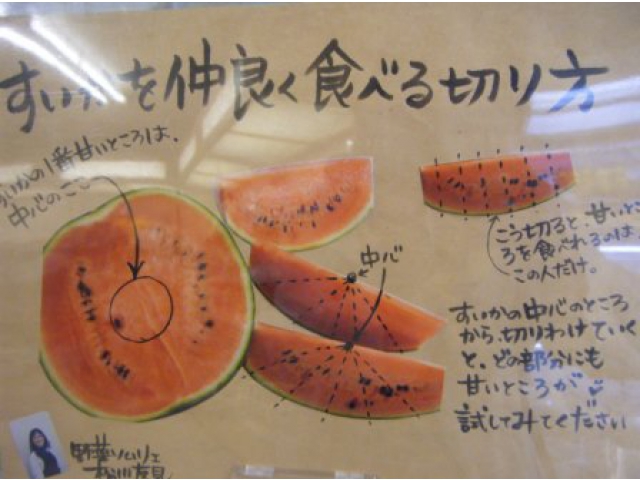 すいかを仲良く食べる切り方
すいかの1番甘いところは、
中心のここ
中心
こう切ると、甘いとこ
ろを食べれるのは、
この人だけ。
すいかの中心のところ
から、切りわけていく
と、どの部分にも
甘いところが
試してみてください
野菜ソムリエ